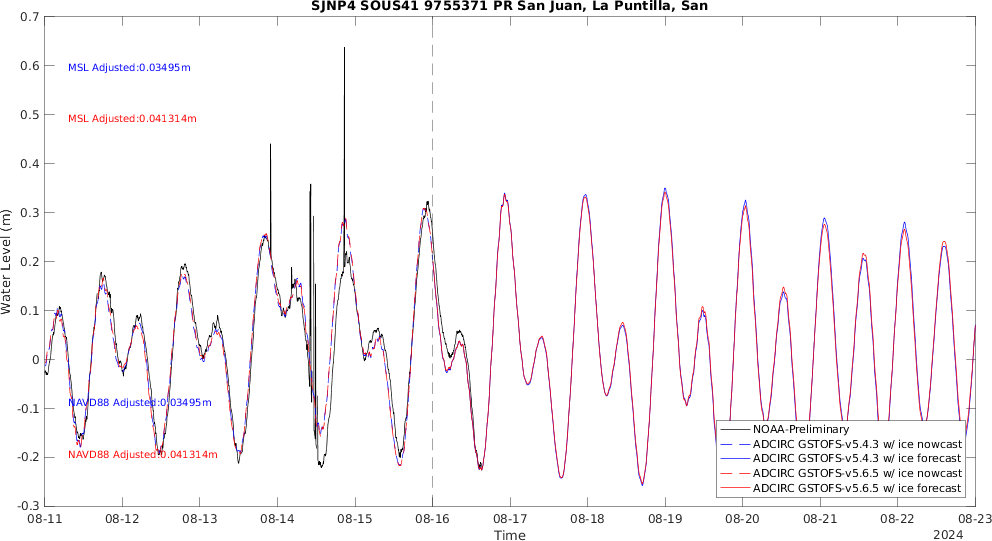 SJNP4 SOUS41 9755371 PR San Juan, La Puntilla, San
0.7
0.6
0.5
0.4
0.3
0.2
0.1
0
-0.1
-0.2
-0.3
Water Level (m)
MSL Adjusted:0.03495m
MSL Adjusted:0.041314m
NAVD88 Adjusted:0.03495m
NAVD88 Adjusted:0.041314m
NOAA-Preliminary
ADCIRC GSTOFS-v5.4.3 w/ ice nowcast
ADCIRC GSTOFS-v5.4.3 w/ ice forecast
ADCIRC GSTOFS-v5.6.5 w/ ice nowcast
ADCIRC GSTOFS-v5.6.5 w/ ice forecast
08-11 08-12 08-13 08-14 08-15 08-16 08-17 08-18 08-19 08-20 08-21 08-22 08-23
Time
2024